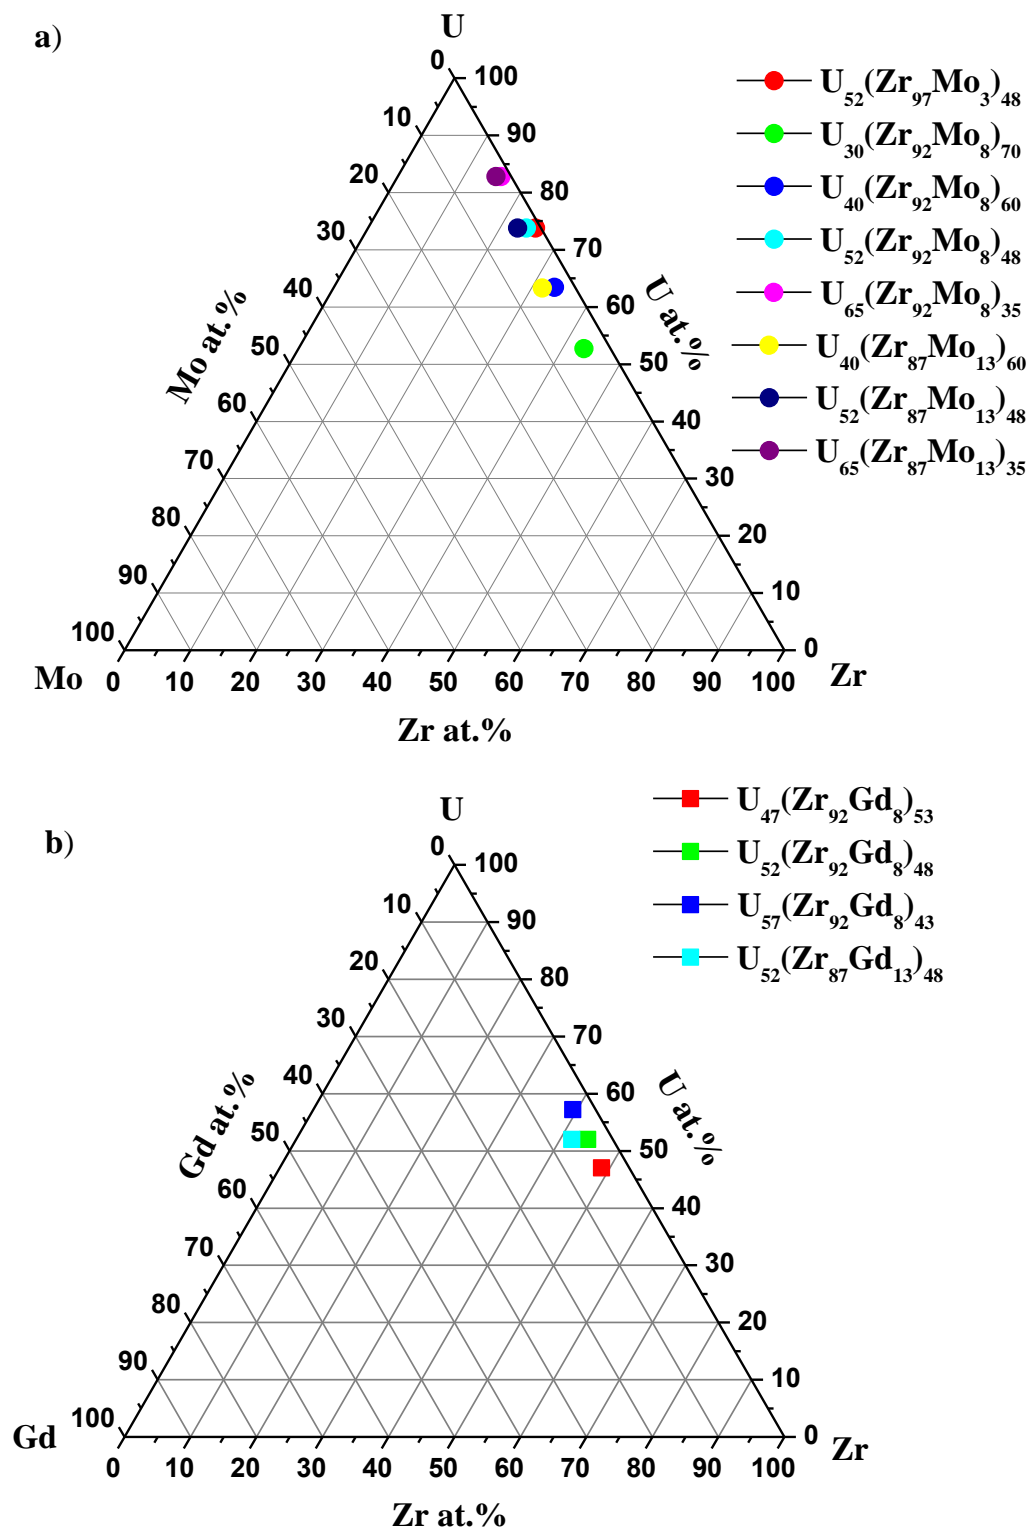 a)
U
0
100
10
90
20
80
30
70
40
60
50
50
60
40
70
30
80
20
90
10
100
0
Mo at.%
U at.%
Mo
Zr
0 10 20 30 40 50 60 70 80 90 100
Zr at.%
U52(Zr97Mo3)48
U30(Zr92Mo8)70
U40(Zr92Mo8)60
U52(Zr92Mo8)48
U65(Zr92Mo8)35
U40(Zr87Mo13)60
U52(Zr87Mo13)48
U65(Zr87Mo13)35
b)
U
0
100
10
90
20
80
30
70
40
60
50
50
60
40
70
30
80
20
90
10
100
0
Gd at.%
U at.%
Gd
Zr
0 10 20 30 40 50 60 70 80 90 100
Zr at.%
U47(Zr92Gd8)53
U52(Zr92Gd8)48
U57(Zr92Gd8)43
U52(Zr87Gd13)48